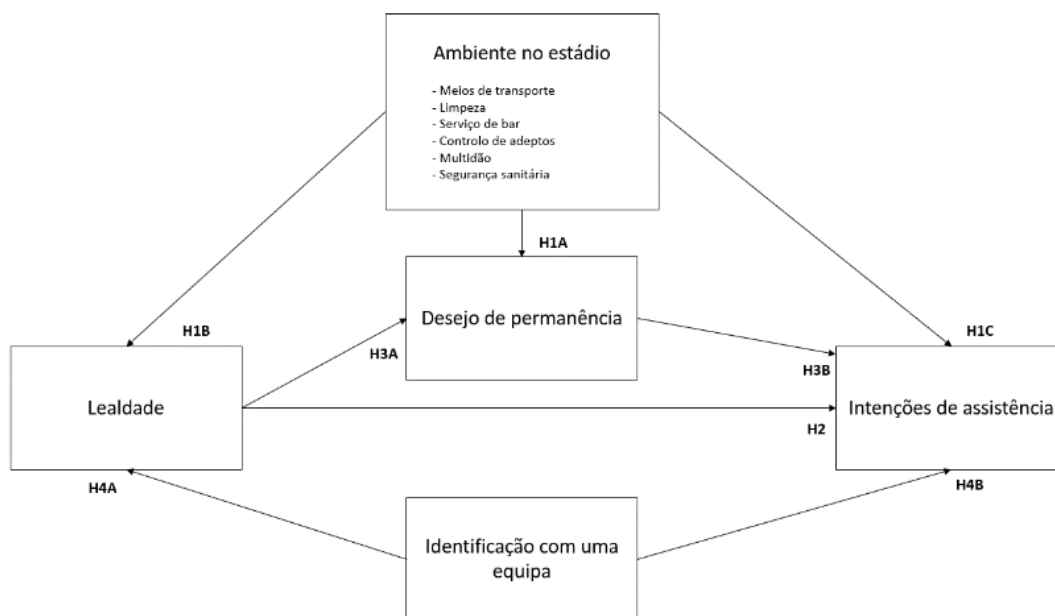 Ambiente no estádio
- Meios de transporte
- Limpeza
- Serviço de bar
- Controlo de adeptos
- Multidão
- Segurança sanitária
H1A
Desejo de permanência
H1B
H1C
H3A
H3B
Lealdade
Intenções de assistência
H2
H4A
H4B
Identificação com uma
equipa